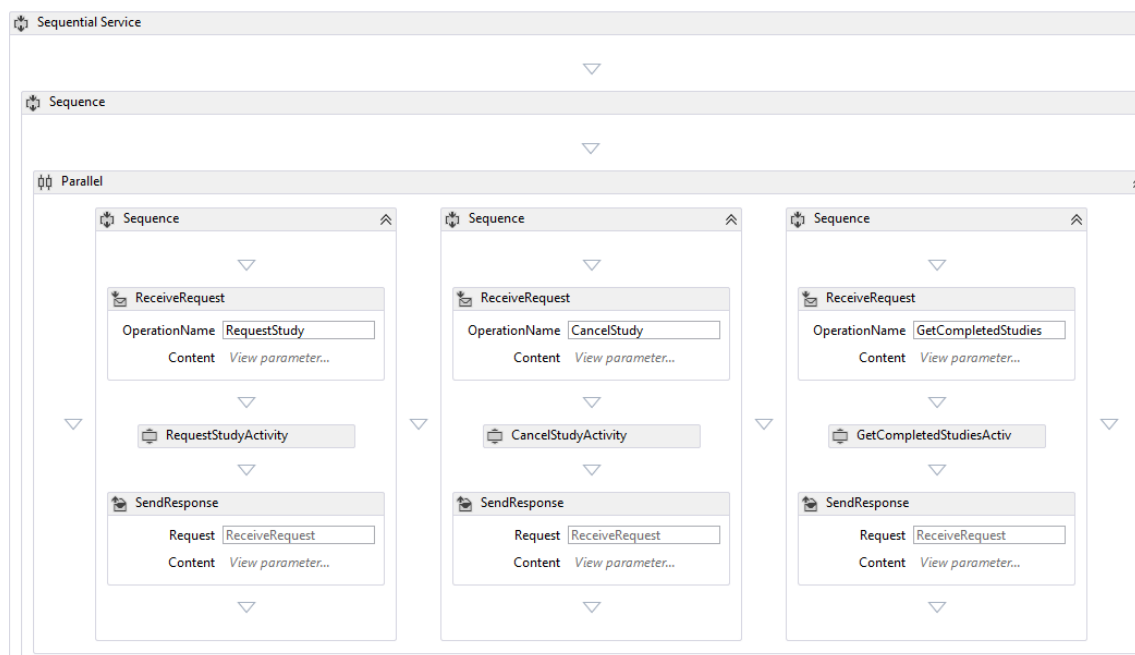 Sequential Service
Sequence
Parallel
Sequence Sequence Sequence
ReceiveRequest ReceiveRequest ReceiveRequest
OperationName RequestStudy OperationName CancelStudy OperationName GetCompletedStudies
Content View parameter... Content View parameter... Content View parameter...
RequestStudyActivity CancelStudyActivity GetCompletedStudiesActiv
SendResponse SendResponse SendResponse
Request ReceiveRequest Request ReceiveRequest Request ReceiveRequest
Content View parameter... Content View parameter... Content View parameter...